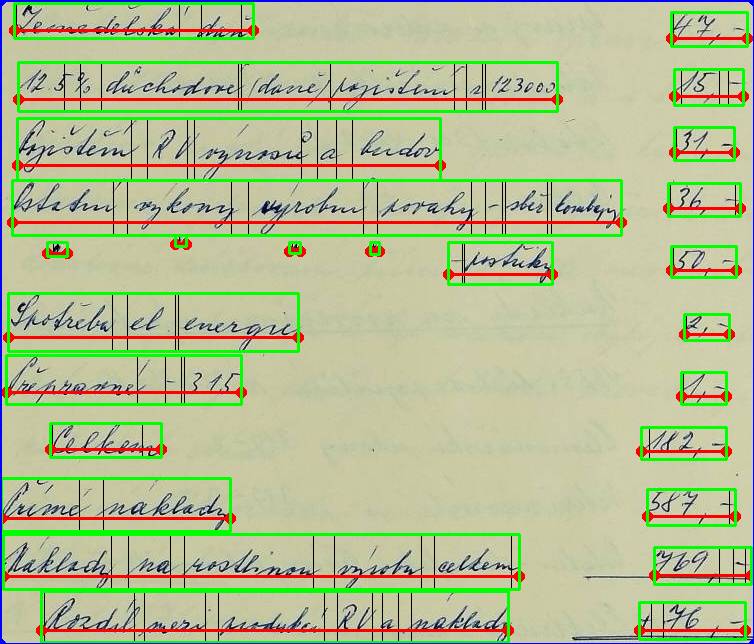 Zemědělská daň 47,-
12.5% důchodové (daně) pojištění z 123000 15,-
Pojištění RV výnosů a budov 31,-
Ostatní výkony výrobní povahy - sběr kombajny 36,-
" " " " - postřiky 50,-
Spotřeba el. energie 2,-
Přepravné - 315 1,-
Celkem 182,-
Přímé náklady 587,-
Náklady na rostlinou výrobu celkem 769,-
Rozdíl mezi produkcí RV a náklady + 76,-